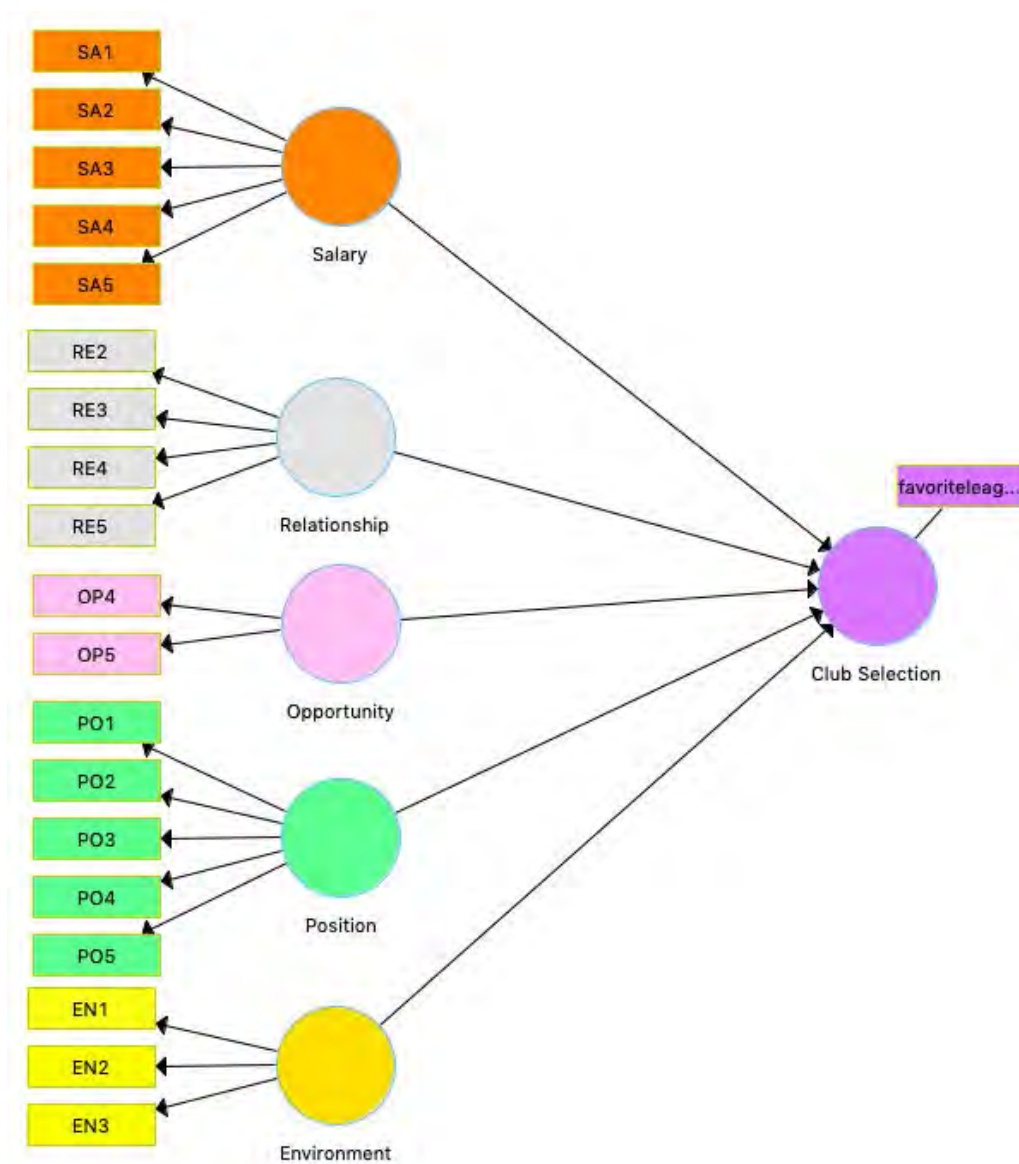 SA1
SA2
SA3
SA4
SA5
Salary
RE2
RE3
RE4
RE5
Relationship
OP4
OP5
Opportunity
PO1
PO2
PO3
PO4
PO5
Position
EN1
EN2
EN3
Environment
favoriteleag...
Club Selection